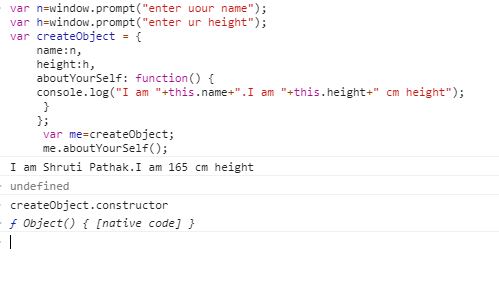 var n=window.prompt("enter uour name");
var h=window.prompt("enter ur height");
var createObject = {
name:n,
height:h,
aboutYourSelf: function() {
console.log("I am "+this.name+".I am "+this.height+" cm height");
}
};
var me=createObject;
me.aboutYourSelf();
I am Shruti Pathak.I am 165 cm height
undefined
createObject.constructor
ƒ Object() { [native code] }